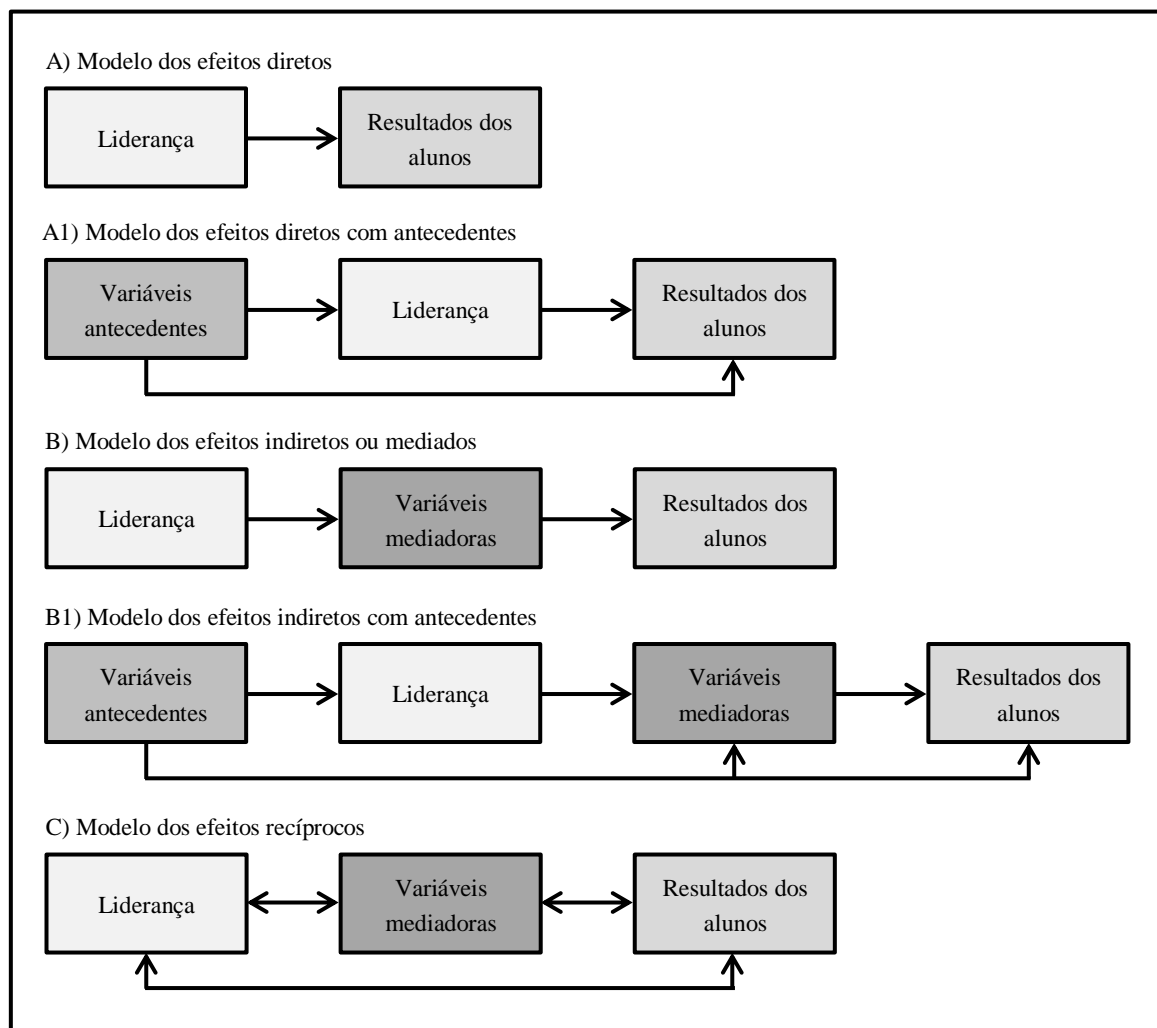 A) Modelo dos efeitos diretos
Liderança
Resultados dos
alunos
A1) Modelo dos efeitos diretos com antecedentes
Variáveis
antecedentes
Liderança
Resultados dos
alunos
B) Modelo dos efeitos indiretos ou mediados
Liderança
Variáveis
mediadoras
Resultados dos
alunos
B1) Modelo dos efeitos indiretos com antecedentes
Variáveis
antecedentes
Liderança
Variáveis
mediadoras
Resultados dos
alunos
C) Modelo dos efeitos recíprocos
Liderança
Variáveis
mediadoras
Resultados dos
alunos